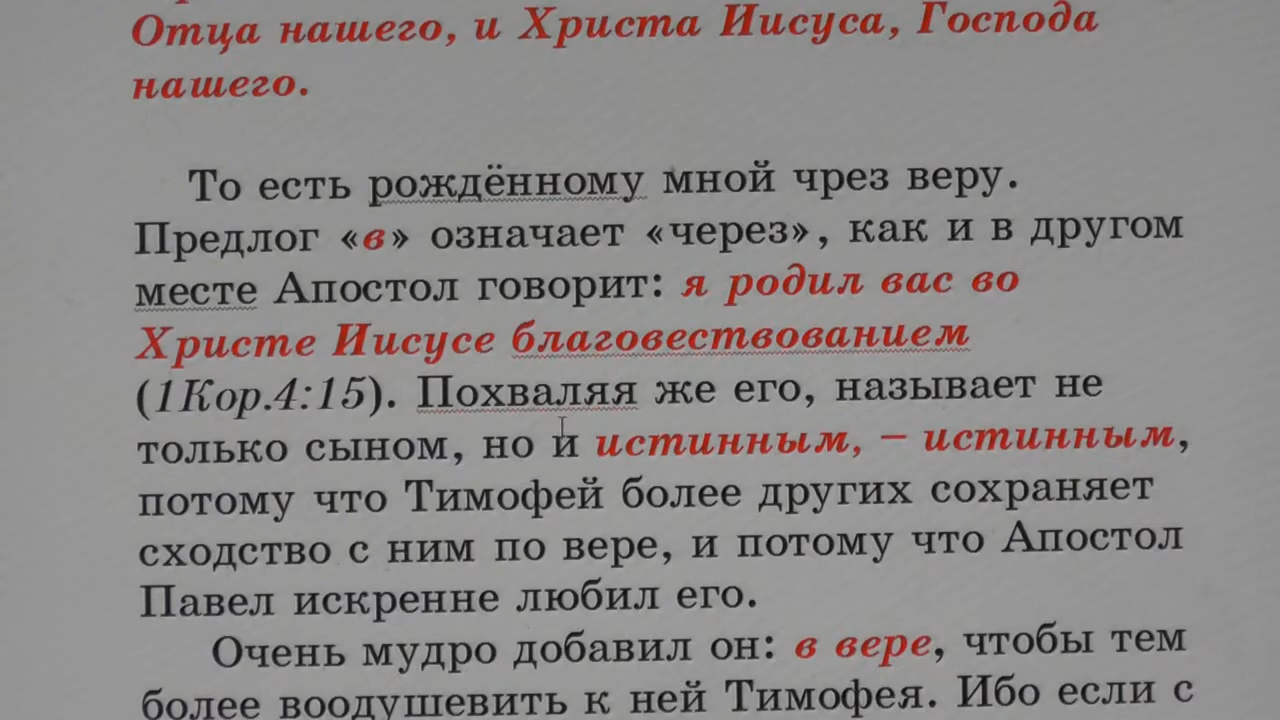 Отца нашего, и Христа Иисуса, Господа
нашего.
То есть рождённому мной чрез веру.
Предлог «в» означает «через», как и в другом
месте Апостол говорит: я родил вас во
Христе Иисусе благовествованием
(1Кор.4:15). Похваляя же его, называет не
только сыном, но и истинным, – истинным,
потому что Тимофей более других сохраняет
сходство с ним по вере, и потому что Апостол
Павел искренне любил его.
Очень мудро добавил он: в вере, чтобы тем
более воодушевить к ней Тимофея. Ибо если с